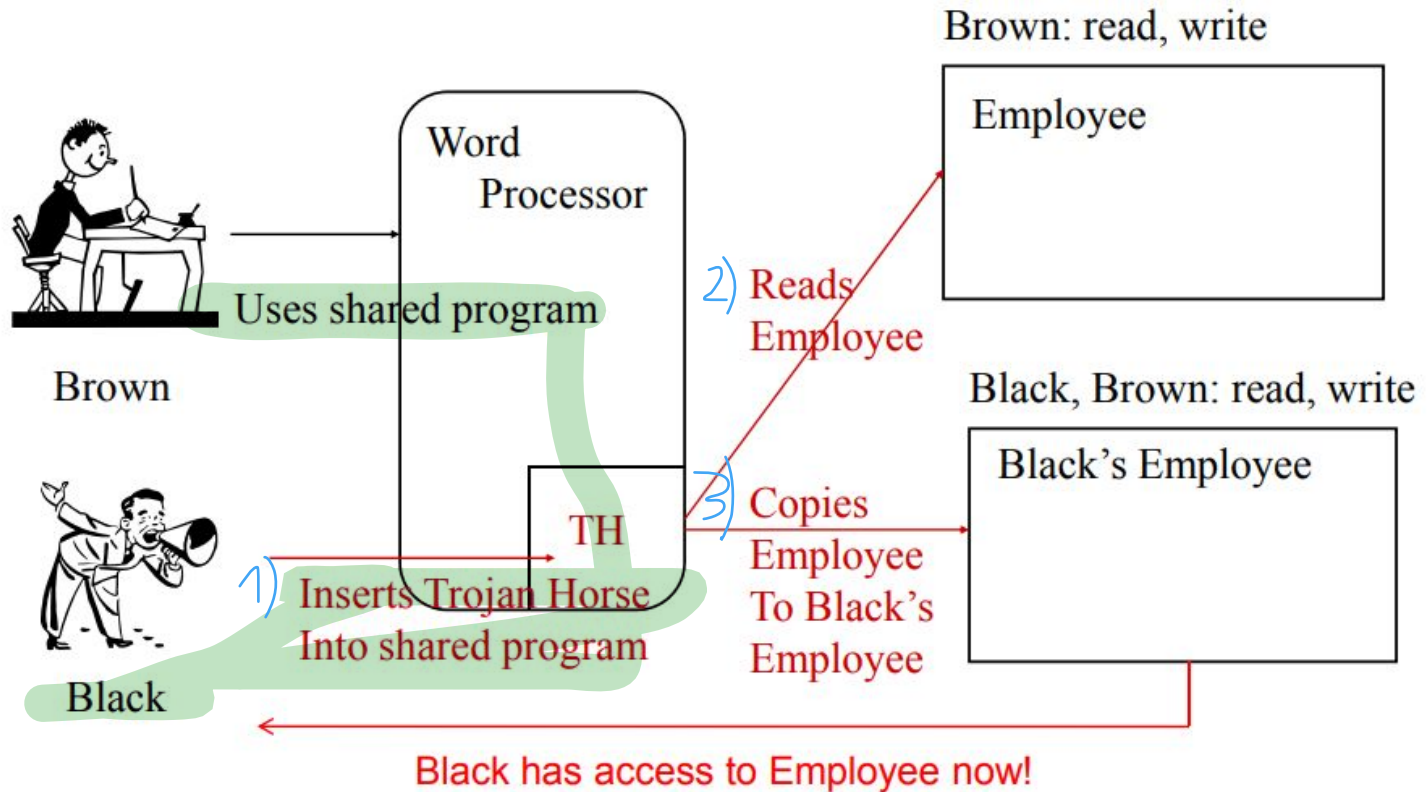 Brown: read, write
Employee
Word
Processor
Uses shared program
Brown
2) Reads
Employee
Black, Brown: read, write
Black’s Employee
TH
1) Inserts Trojan Horse
Into shared program
Black
3) Copies
Employee
To Black’s
Employee
Black has access to Employee now!